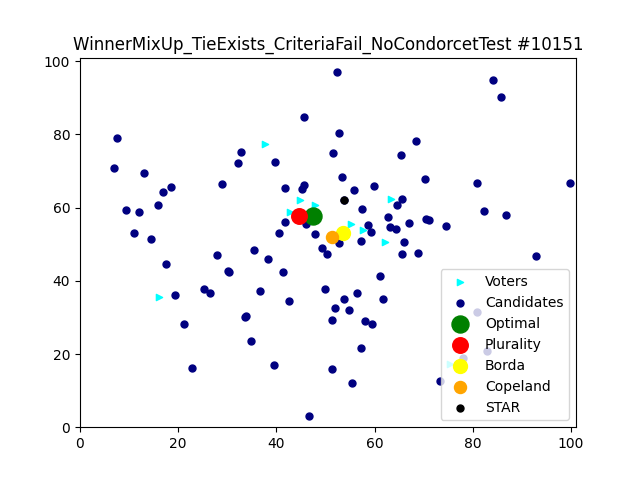 WinnerMixUp_TieExists_CriteriaFail_NoCondorcetTest #10151
100
80
60
40
20
0
0 20 40 60 80 100
Voters
Candidates
Optimal
Plurality
Borda
Copeland
STAR